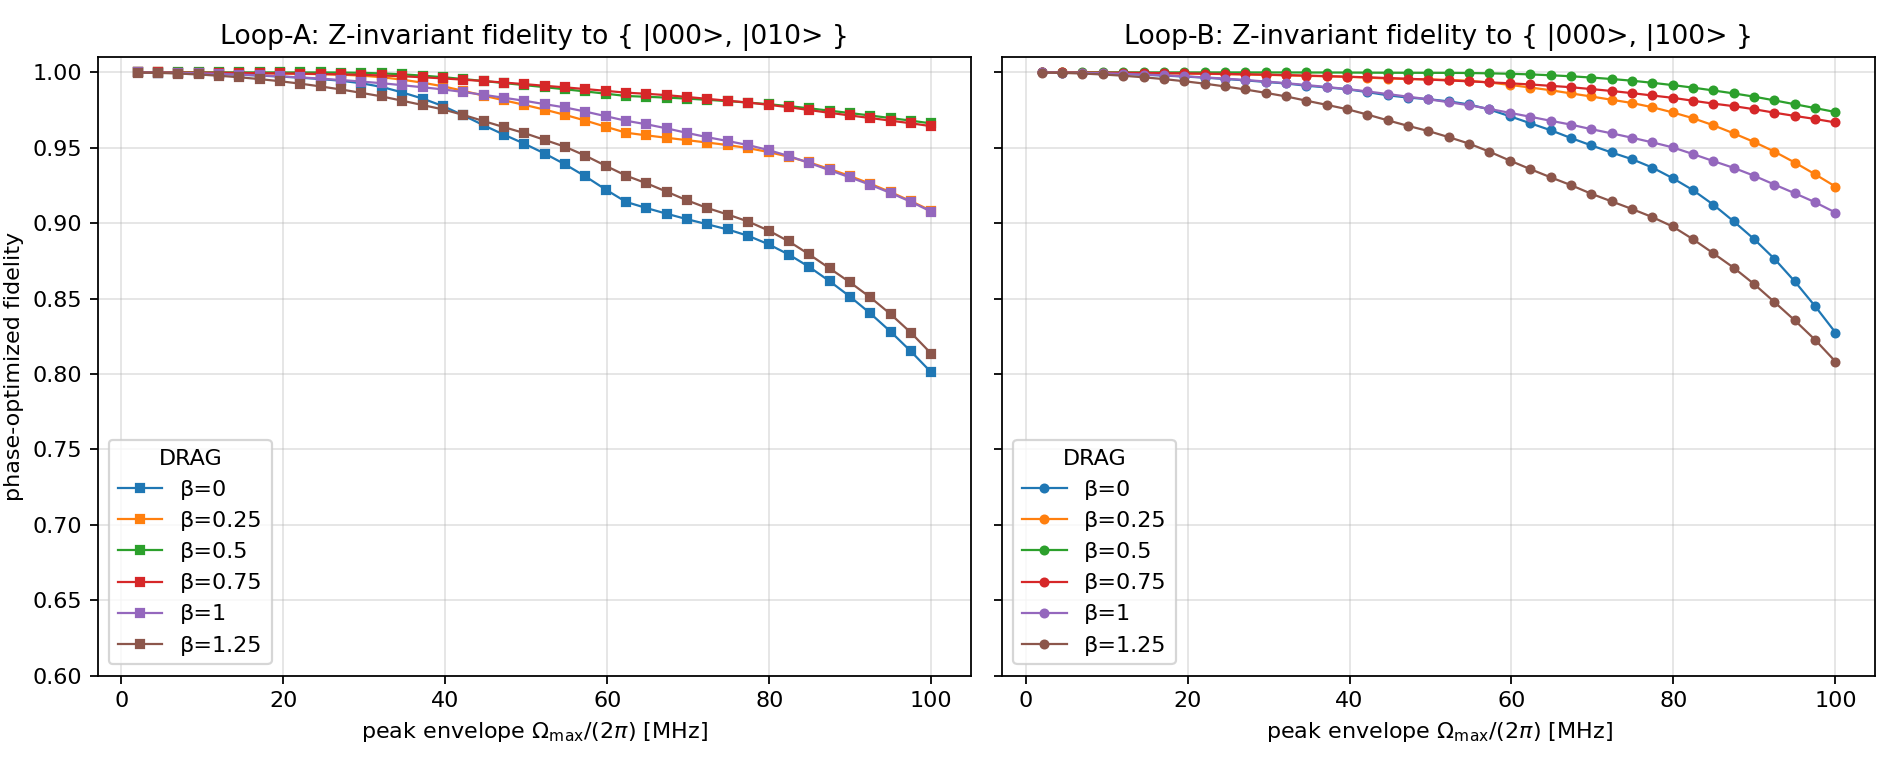 Loop-A: Z-invariant fidelity to { |000>, |010> }
phase-optimized fidelity
1.00
0.95
0.90
0.85
0.80
0.75
0.70
0.65
0.60
DRAG
β=0
β=0.25
β=0.5
β=0.75
β=1
β=1.25
0 20 40 60 80 100
peak envelope Ωmax/(2π) [MHz]
Loop-B: Z-invariant fidelity to { |000>, |100> }
DRAG
β=0
β=0.25
β=0.5
β=0.75
β=1
β=1.25
0 20 40 60 80 100
peak envelope Ωmax/(2π) [MHz]